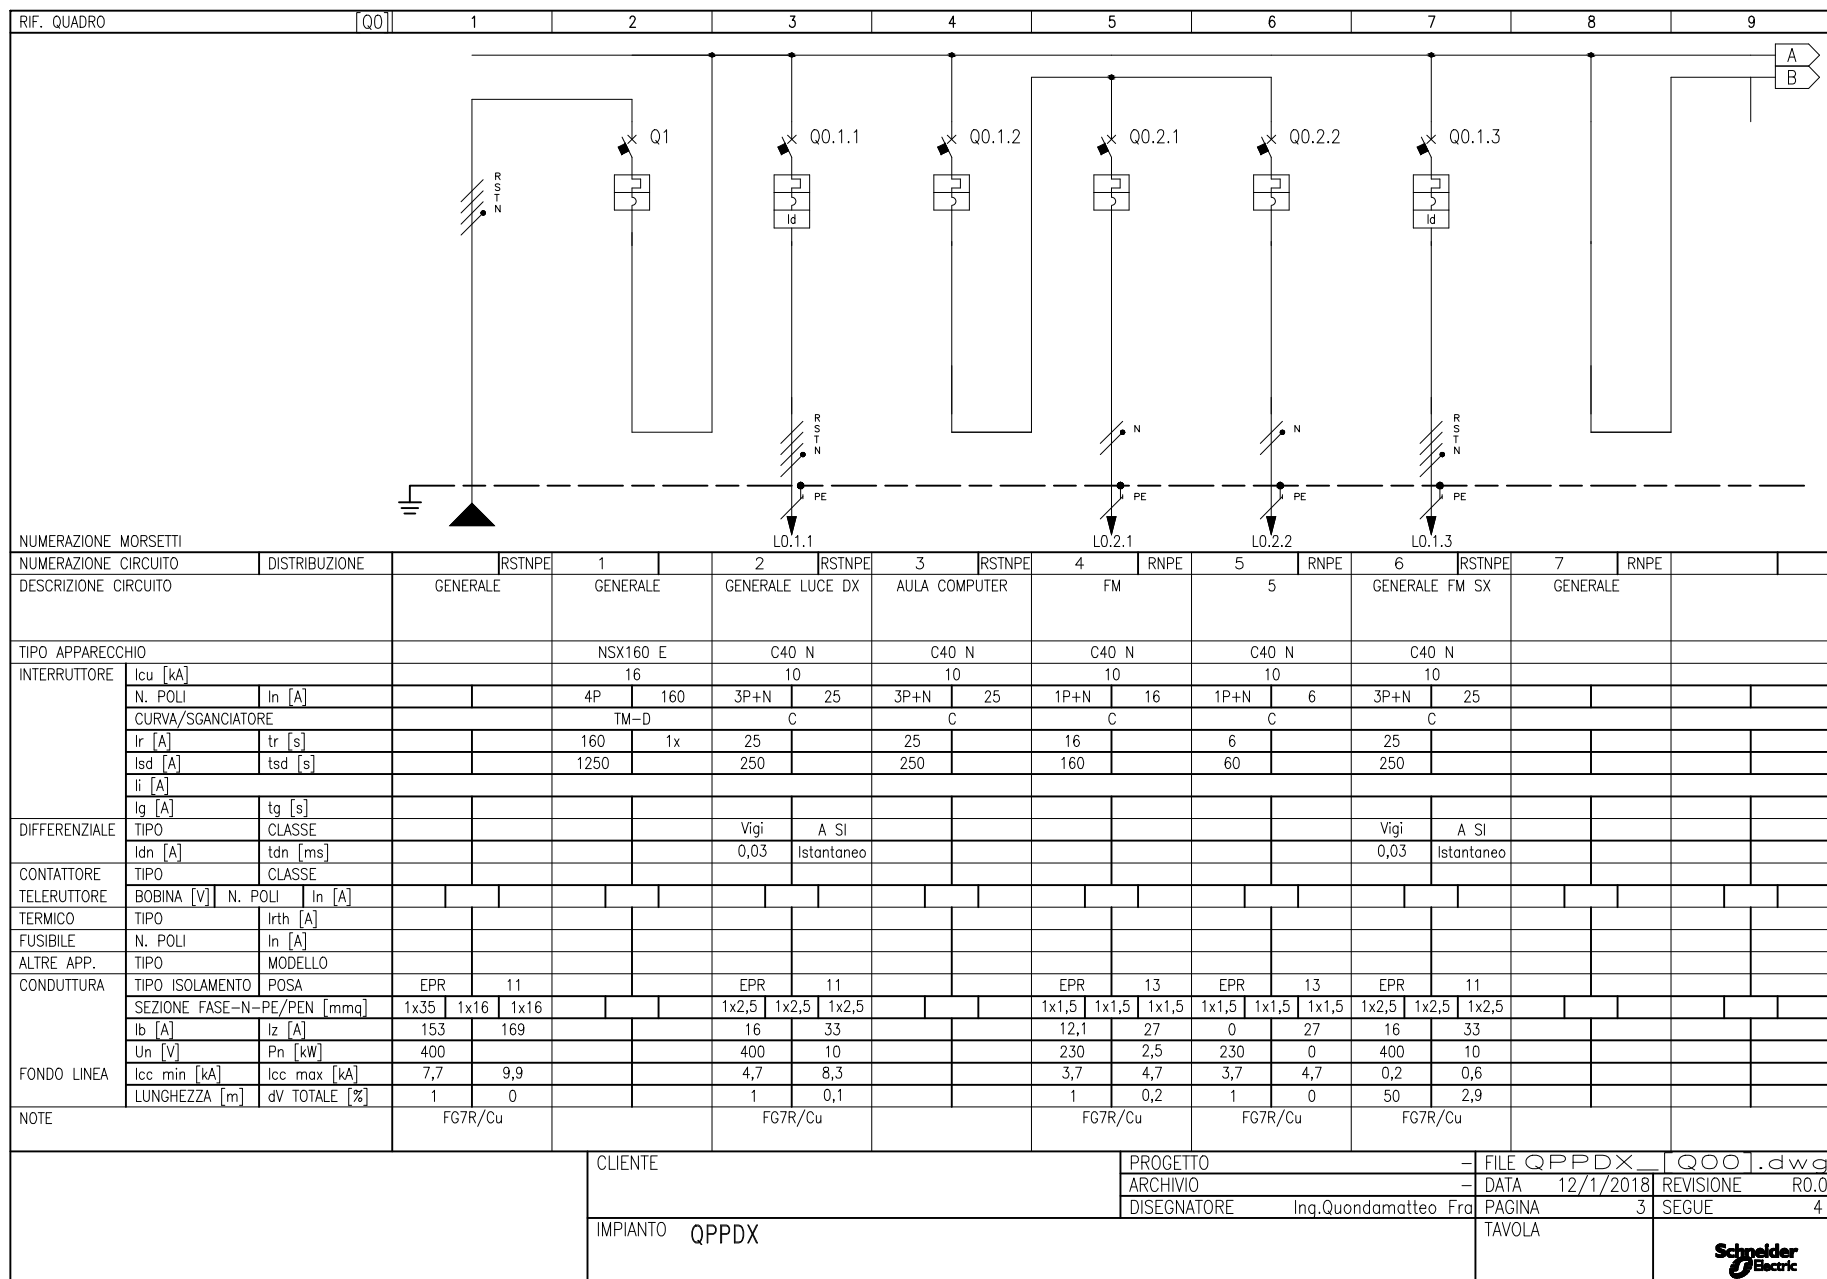 RIF. QUADRO [Q0] 1 2 3 4 5 6 7 8 9
A
B
Q1 Q0.1.1 Q0.1.2 Q0.2.1 Q0.2.2 Q0.1.3
R
S
T
N
Id Id
R
S
T
N
N
N
R
S
T
N
PE PE PE PE
NUMERAZIONE MORSETTI L0.1.1 L0.2.1 L0.2.2 L0.1.3
NUMERAZIONE CIRCUITO DISTRIBUZIONE RSTNPE 1 2 RSTNPE 3 RSTNPE 4 RNPE 5 RNPE 6 RSTNPE 7 RNPE
DESCRIZIONE CIRCUITO GENERALE GENERALE GENERALE LUCE DX AULA COMPUTER FM 5 GENERALE FM SX GENERALE
TIPO APPARECCHIO NSX160 E C40 N C40 N C40 N C40 N C40 N
INTERRUTTORE Icu [kA] 16 10 10 10 10 10
N. POLI In [A] 4P 160 3P+N 25 3P+N 25 1P+N 16 1P+N 6 3P+N 25
CURVA/SGANCIATORE TM-D C C C C C
Ir [A] tr [s] 160 1x 25 25 16 6 25
Isd [A] tsd [s] 1250 250 250 160 60 250
Ii [A]
Ig [A] tg [s]
DIFFERENZIALE TIPO CLASSE Vigi A SI Vigi A SI
Idn [A] tdn [ms] 0,03 Istantaneo 0,03 Istantaneo
CONTATTORE TIPO CLASSE
TELERUTTORE BOBINA [V] N. POLI In [A]
TERMICO TIPO Irth [A]
FUSIBILE N. POLI In [A]
ALTRE APP. TIPO MODELLO
CONDUTTURA TIPO ISOLAMENTO POSA EPR 11 EPR 11 EPR 13 EPR 13 EPR 11
SEZIONE FASE-N-PE/PEN [mmq] 1x35 1x16 1x16 1x2,5 1x2,5 1x2,5 1x1,5 1x1,5 1x1,5 1x1,5 1x1,5 1x1,5 1x2,5 1x2,5 1x2,5
Ib [A] Iz [A] 153 169 16 33 12,1 27 0 27 16 33
Un [V] Pn [kW] 400 400 10 230 2,5 230 0 400 10
FONDO LINEA Icc min [kA] Icc max [kA] 7,7 9,9 4,7 8,3 3,7 4,7 3,7 4,7 0,2 0,6
LUNGHEZZA [m] dV TOTALE [%] 1 0 1 0,1 1 0,2 1 0 50 2,9
NOTE FG7R/Cu FG7R/Cu FG7R/Cu FG7R/Cu FG7R/Cu
CLIENTE PROGETTO - FILE QPPDX_[Q00].dwg
ARCHIVIO - DATA 12/1/2018 REVISIONE R0.0
DISEGNATORE Ing.Quondamatteo Fra PAGINA 3 SEGUE 4
IMPIANTO QPPDX TAVOLA
Schneider
Electric